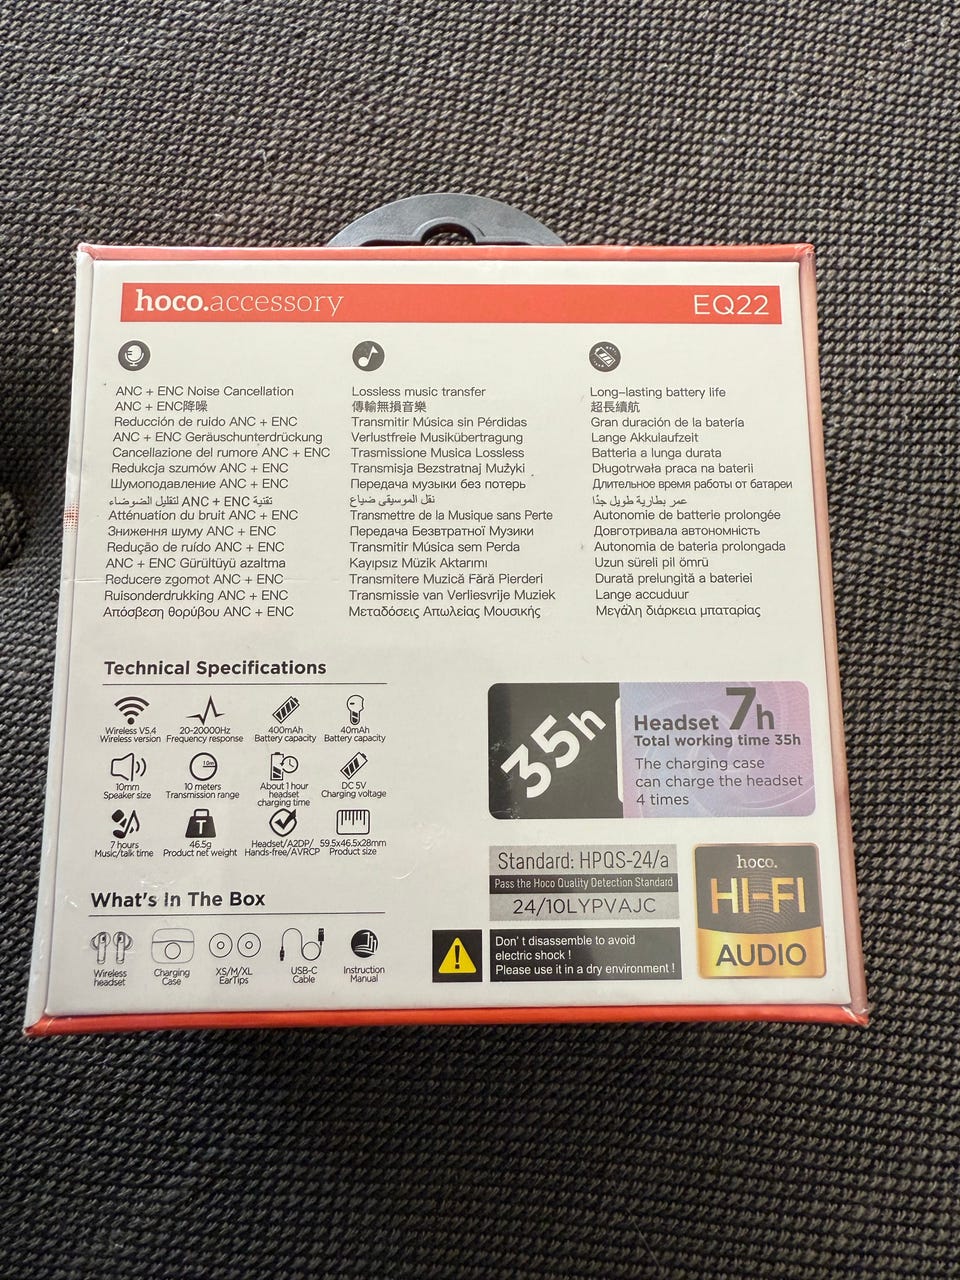 hoco.accessory
EQ22
ANC + ENC Noise Cancellation
ANC + ENC降噪
Reducción de ruido ANC + ENC
ANC + ENC Geräuschunterdrückung
Cancellazione del rumore ANC + ENC
Redukcja szumów ANC + ENC
Шумоподавление ANC + ENC
تقنية ANC + ENC لتقليل الضوضاء
Atténuation du bruit ANC + ENC
Зниження шуму ANC + ENC
Redução de ruído ANC + ENC
ANC + ENC Gürültüyü azaltma
Reducere zgomot ANC + ENC
Ruisonderdrukking ANC + ENC
Απόσβεση θορύβου ANC + ENC
Lossless music transfer
傳輸無損音樂
Transmitir Música sin Pérdidas
Verlustfreie Musikübertragung
Trasmissione Musica Lossless
Transmisja Bezstratnaj Mużyki
Передача музыки без потерь
نقل الموسيقى ضياع
Transmettre de la Musique sans Perte
Передача Безвтратної Музики
Transmitir Música sem Perda
Kayıpsız Müzik Aktarımı
Transmitere Muzică Fără Pierderi
Transmissie van Verliesvrije Muziek
Μεταδόσεις Απωλείας Μουσικής
Long-lasting battery life
超長續航
Gran duración de la batería
Lange Akkulaufzeit
Batteria a lunga durata
Długotrwała praca na baterii
Длительное время работы от батареи
عمر بطارية طويل جدًا
Autonomie de batterie prolongée
Довготривала автономність
Autonomia de bateria prolongada
Uzun süreli pil ömrü
Durată prelungită a bateriei
Lange accuduur
Μεγάλη διάρκεια μπαταρίας
Technical Specifications
Wireless V5.4
Wireless version
20-20000Hz
Frequency response
400mAh
Battery capacity
40mAh
Battery capacity
10mm
Speaker size
10m
10 meters
Transmission range
About 1 hour
headset
charging time
DC 5V
Charging voltage
7 hours
Music/talk time
46.5g
Product net weight
Headset/A2DP/
Hands-free/AVRCP
59.5x46.5x28mm
Product size
35h
Headset 7h
Total working time 35h
The charging case
can charge the headset
4 times
What's In The Box
Wireless
headset
Charging
Case
XS/M/XL
EarTips
USB-C
Cable
Instruction
Manual
Standard: HPQS-24/a
Pass the Hoco Quality Detection Standard
24/10LYPVAJC
Don't disassemble to avoid
electric shock !
Please use it in a dry environment !
hoco.
HI-FI
AUDIO